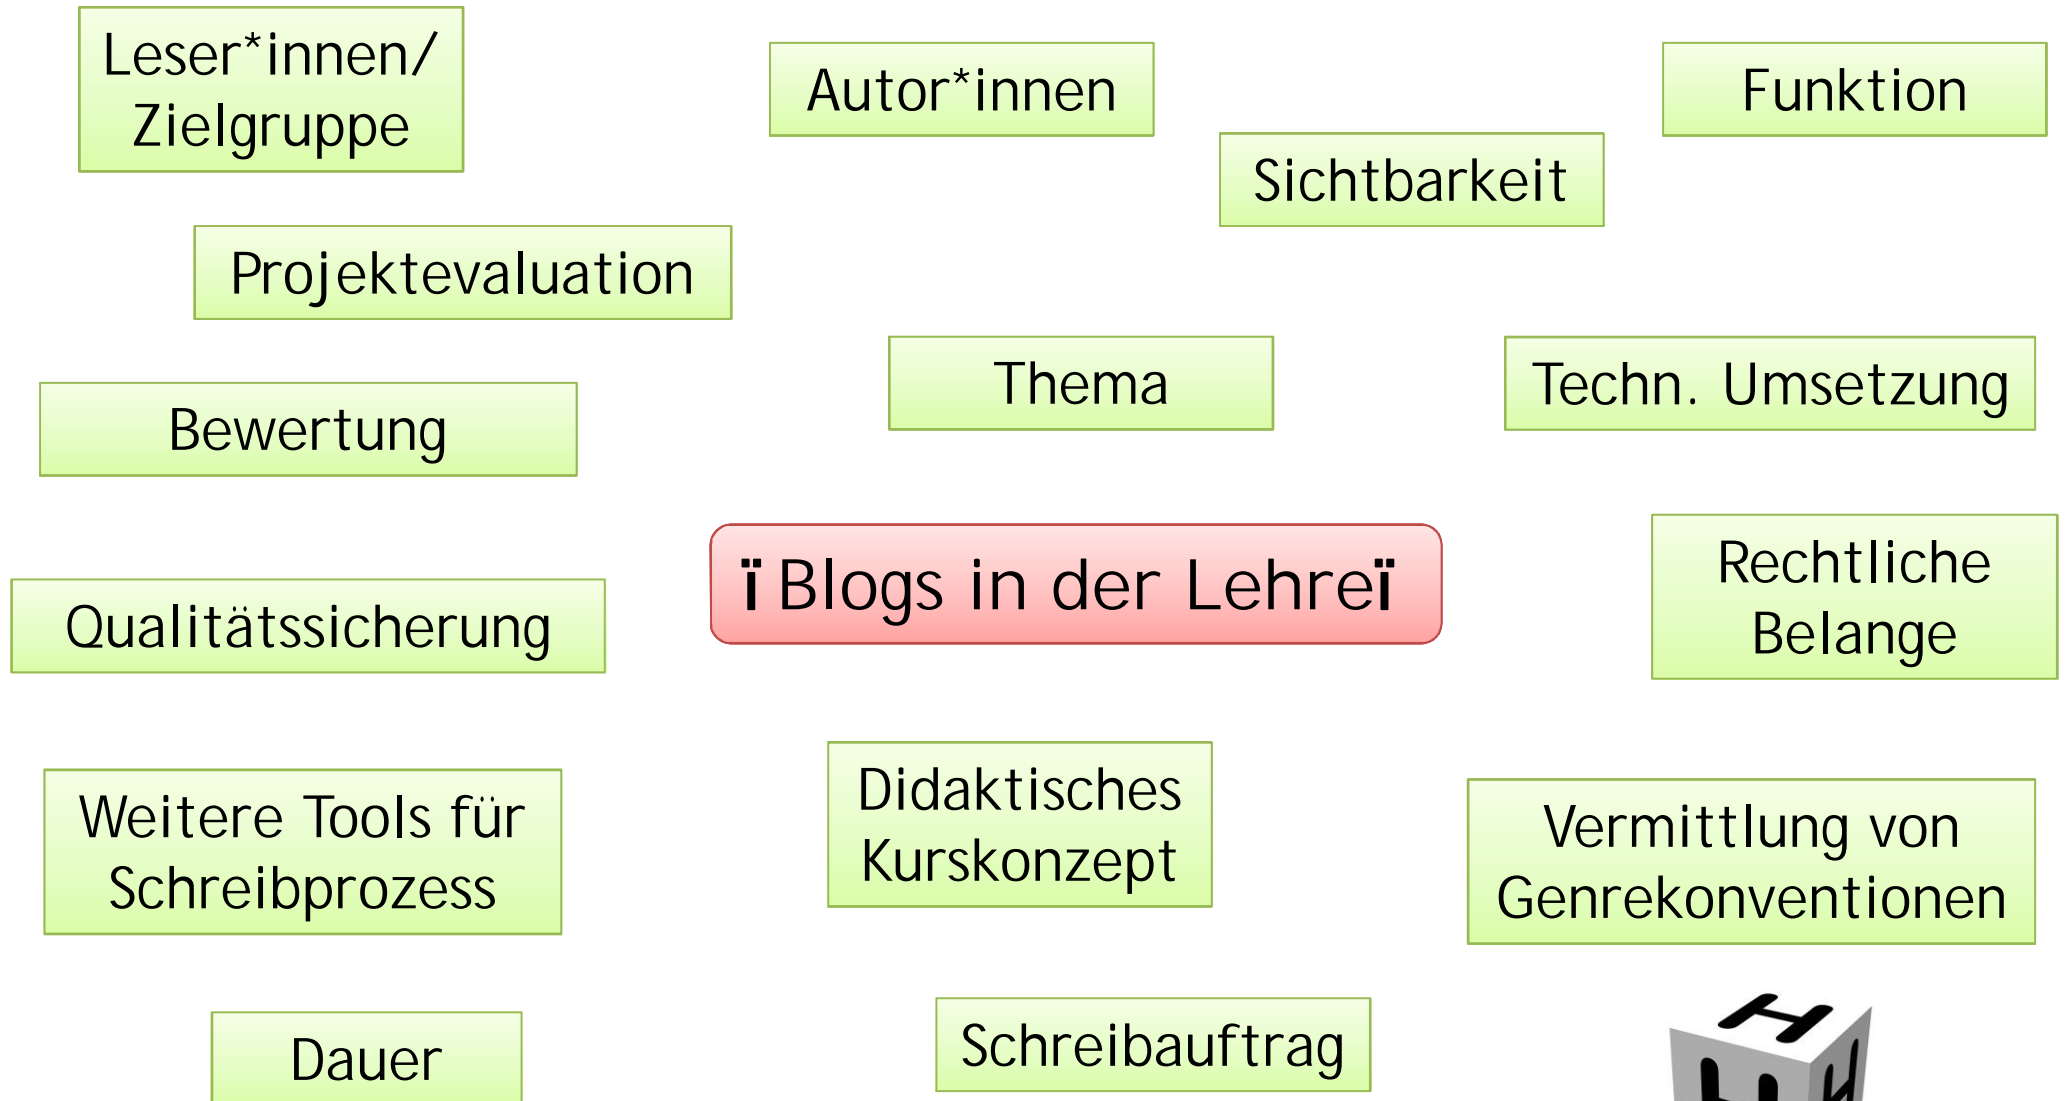 Leser*innen/
Zielgruppe
Autor*innen
Funktion
Sichtbarkeit
Projektevaluation
Thema
Techn. Umsetzung
Bewertung
ïBlogs in der Lehreï
Rechtliche
Belange
Qualitätssicherung
Didaktisches
Kurskonzept
Weitere Tools für
Schreibprozess
Vermittlung von
Genrekonventionen
Schreibauftrag
Dauer
H
H
H